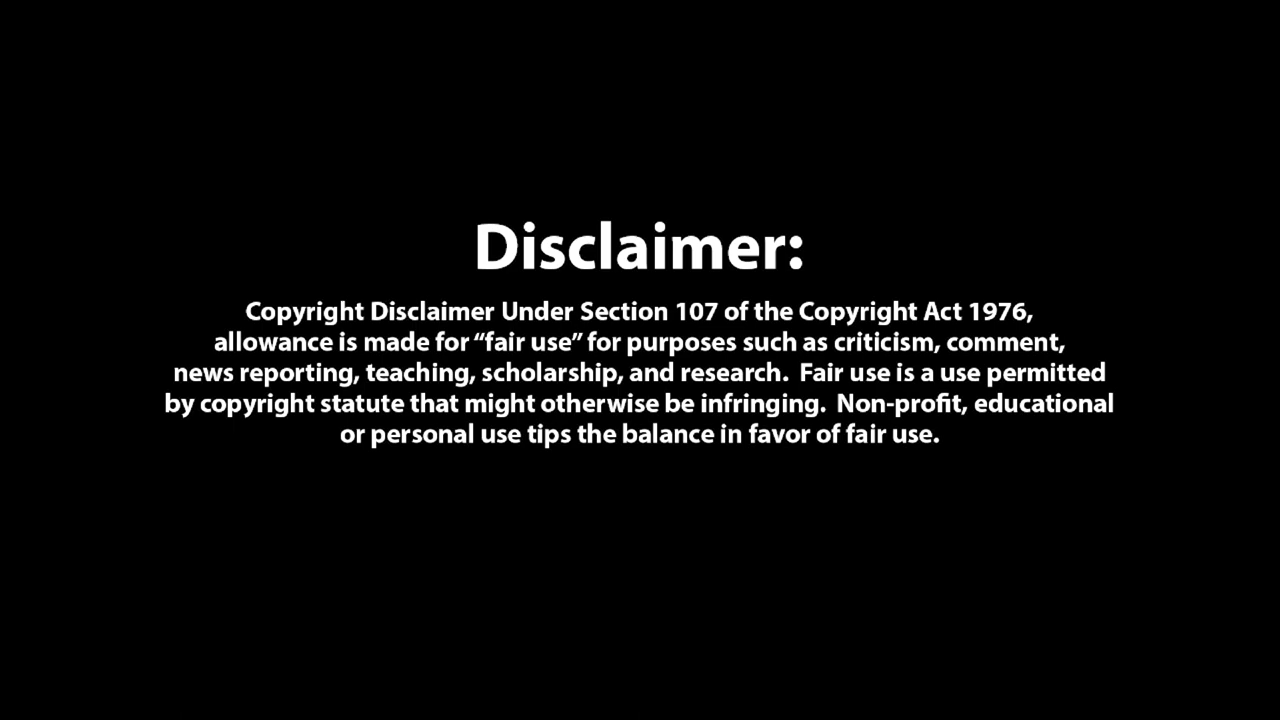 Disclaimer:
Copyright Disclaimer Under Section 107 of the Copyright Act 1976,
allowance is made for “fair use” for purposes such as criticism, comment,
news reporting, teaching, scholarship, and research.  Fair use is a use permitted
by copyright statute that might otherwise be infringing.  Non-profit, educational
or personal use tips the balance in favor of fair use.